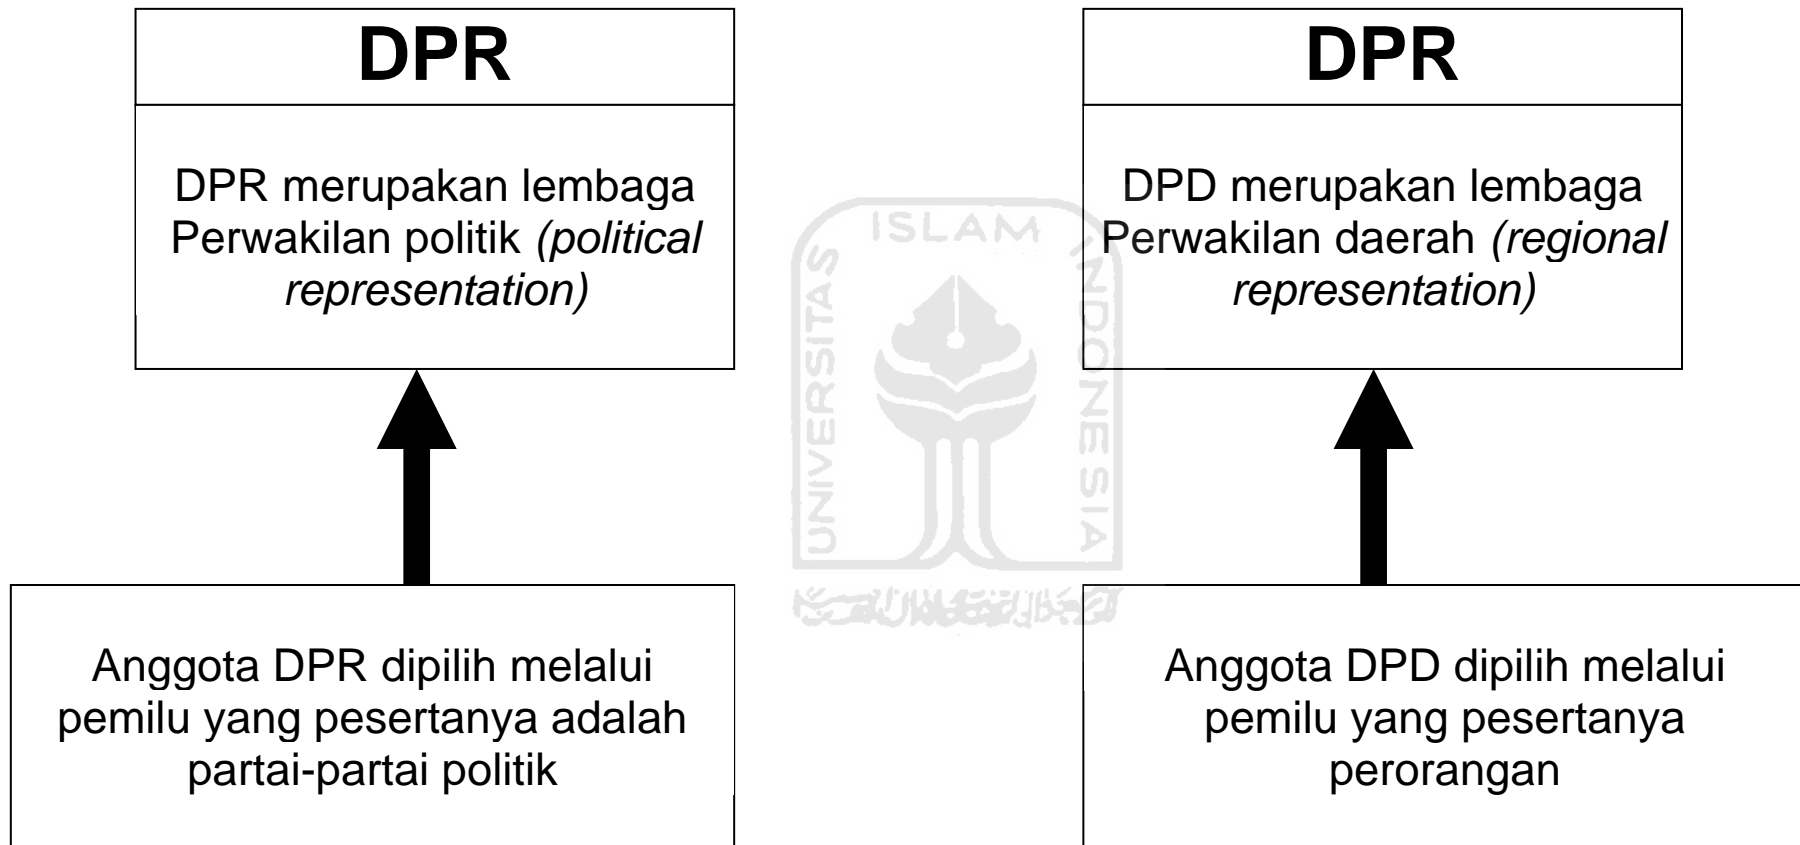 DPR
DPR merupakan lembaga
Perwakilan politik (political
representation)
Anggota DPR dipilih melalui
pemilu yang pesertanya adalah
partai-partai politik
DPR
DPD merupakan lembaga
Perwakilan daerah (regional
representation)
Anggota DPD dipilih melalui
pemilu yang pesertanya
perorangan
UNIVERSITAS
ISLAM
INDONESIA